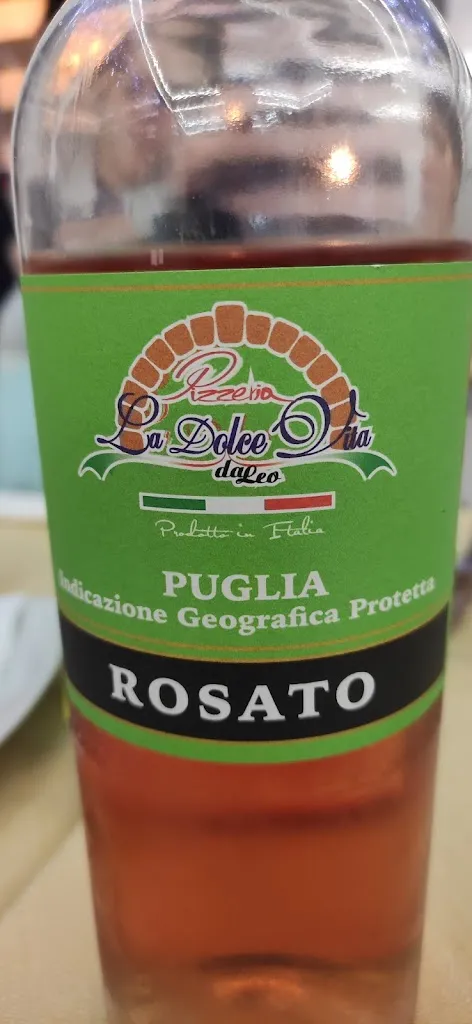 Pizzeria
La Dolce Vita
da Leo
Prodotto in Italia
PUGLIA
Indicazione Geografica Protetta
ROSATO